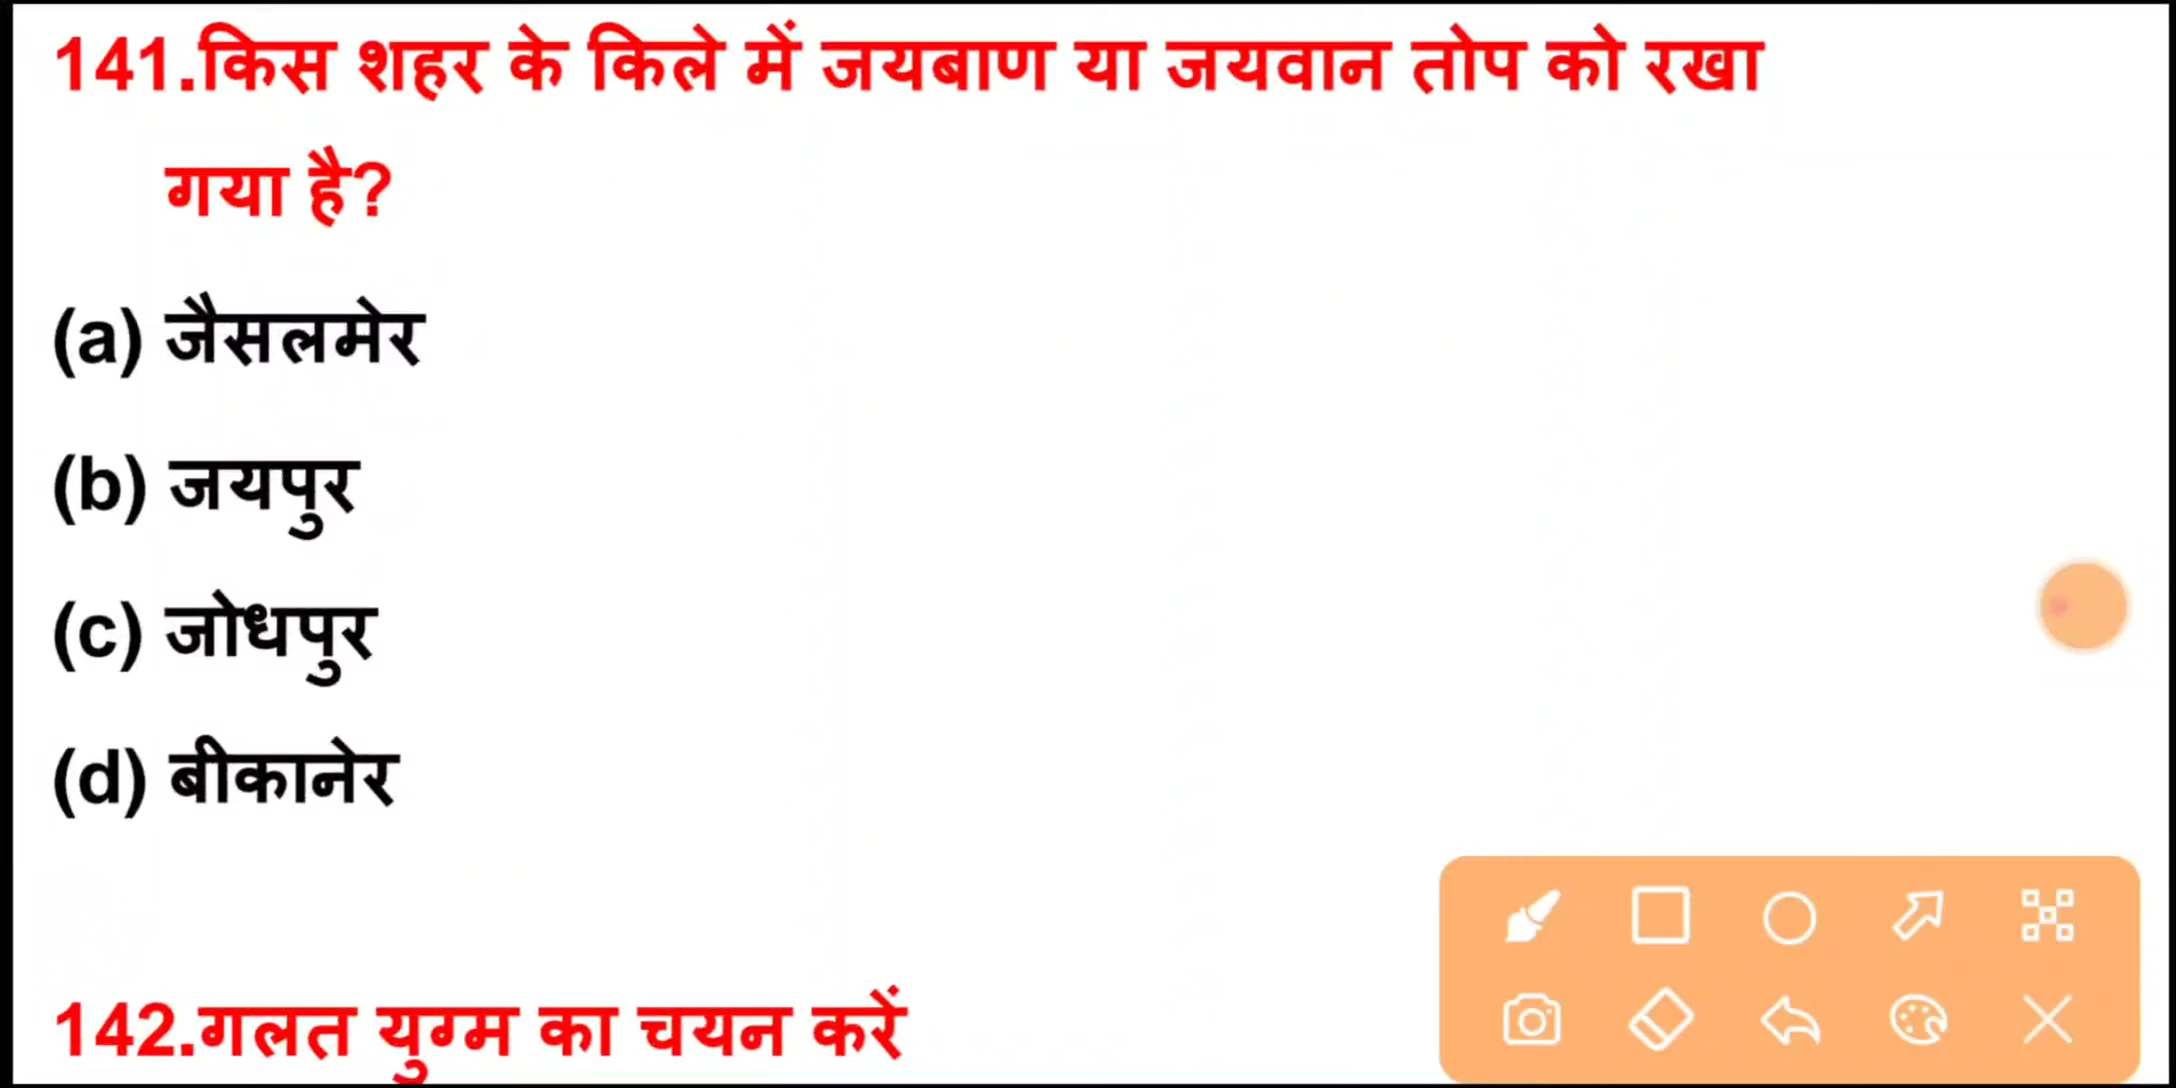 141.किस शहर के किले में जयबाण या जयवान तोप को रखा
गया है?
(a) जैसलमेर
(b) जयपुर
(c) जोधपुर
(d) बीकानेर
142.गलत युग्म का चयन करें